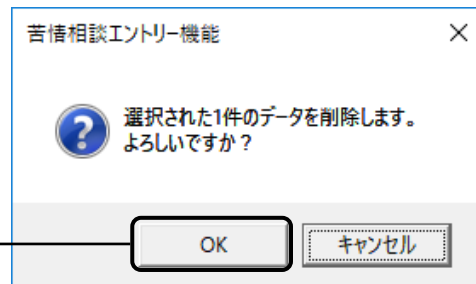 苦情相談エントリー機能
選択された1件のデータを削除します。
よろしいですか？
OK
キャンセル